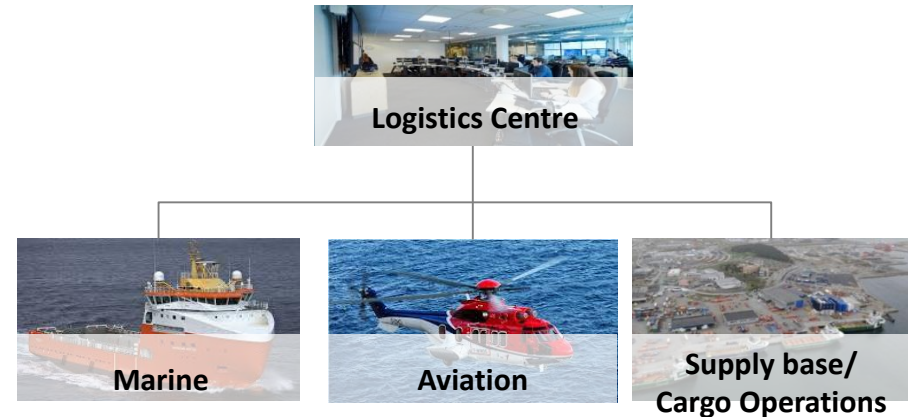 Logistics Centre
Marine
Aviation
Supply base/
Cargo Operations